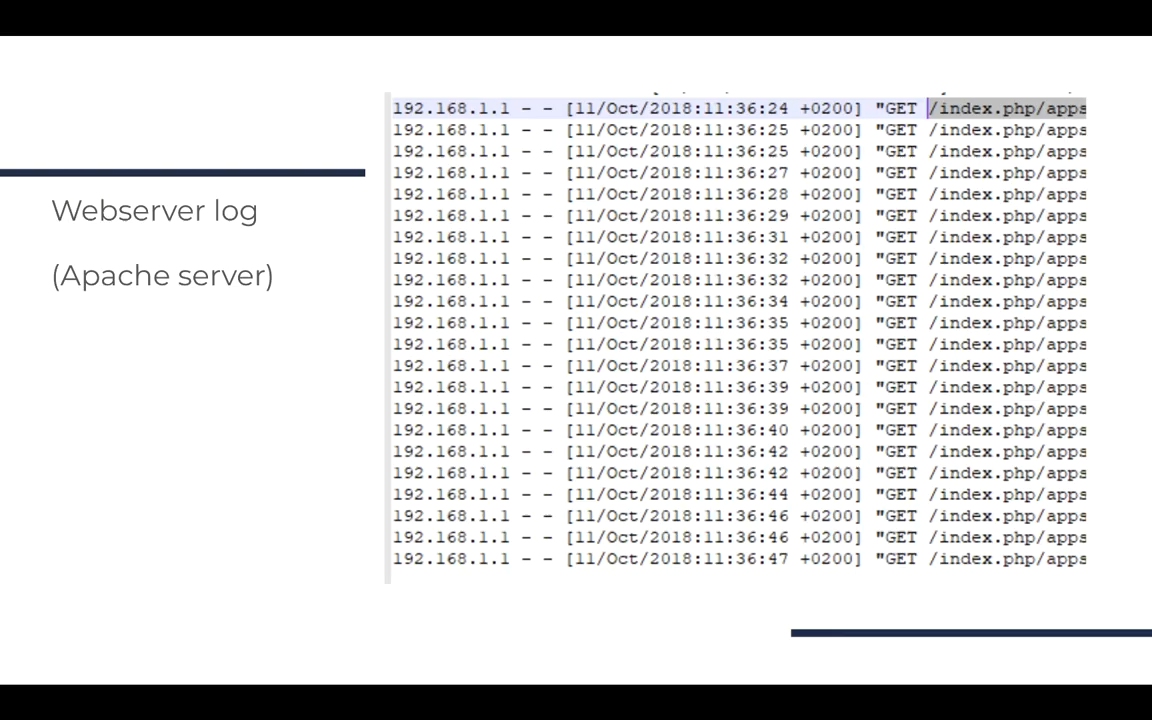 Webserver log
(Apache server)
192.168.1.1 - - [11/Oct/2018:11:36:24 +0200] "GET /index.php/apps
192.168.1.1 - - [11/Oct/2018:11:36:25 +0200] "GET /index.php/apps
192.168.1.1 - - [11/Oct/2018:11:36:25 +0200] "GET /index.php/apps
192.168.1.1 - - [11/Oct/2018:11:36:27 +0200] "GET /index.php/apps
192.168.1.1 - - [11/Oct/2018:11:36:28 +0200] "GET /index.php/apps
192.168.1.1 - - [11/Oct/2018:11:36:29 +0200] "GET /index.php/apps
192.168.1.1 - - [11/Oct/2018:11:36:31 +0200] "GET /index.php/apps
192.168.1.1 - - [11/Oct/2018:11:36:32 +0200] "GET /index.php/apps
192.168.1.1 - - [11/Oct/2018:11:36:32 +0200] "GET /index.php/apps
192.168.1.1 - - [11/Oct/2018:11:36:34 +0200] "GET /index.php/apps
192.168.1.1 - - [11/Oct/2018:11:36:35 +0200] "GET /index.php/apps
192.168.1.1 - - [11/Oct/2018:11:36:35 +0200] "GET /index.php/apps
192.168.1.1 - - [11/Oct/2018:11:36:37 +0200] "GET /index.php/apps
192.168.1.1 - - [11/Oct/2018:11:36:39 +0200] "GET /index.php/apps
192.168.1.1 - - [11/Oct/2018:11:36:39 +0200] "GET /index.php/apps
192.168.1.1 - - [11/Oct/2018:11:36:40 +0200] "GET /index.php/apps
192.168.1.1 - - [11/Oct/2018:11:36:42 +0200] "GET /index.php/apps
192.168.1.1 - - [11/Oct/2018:11:36:42 +0200] "GET /index.php/apps
192.168.1.1 - - [11/Oct/2018:11:36:44 +0200] "GET /index.php/apps
192.168.1.1 - - [11/Oct/2018:11:36:46 +0200] "GET /index.php/apps
192.168.1.1 - - [11/Oct/2018:11:36:46 +0200] "GET /index.php/apps
192.168.1.1 - - [11/Oct/2018:11:36:47 +0200] "GET /index.php/apps